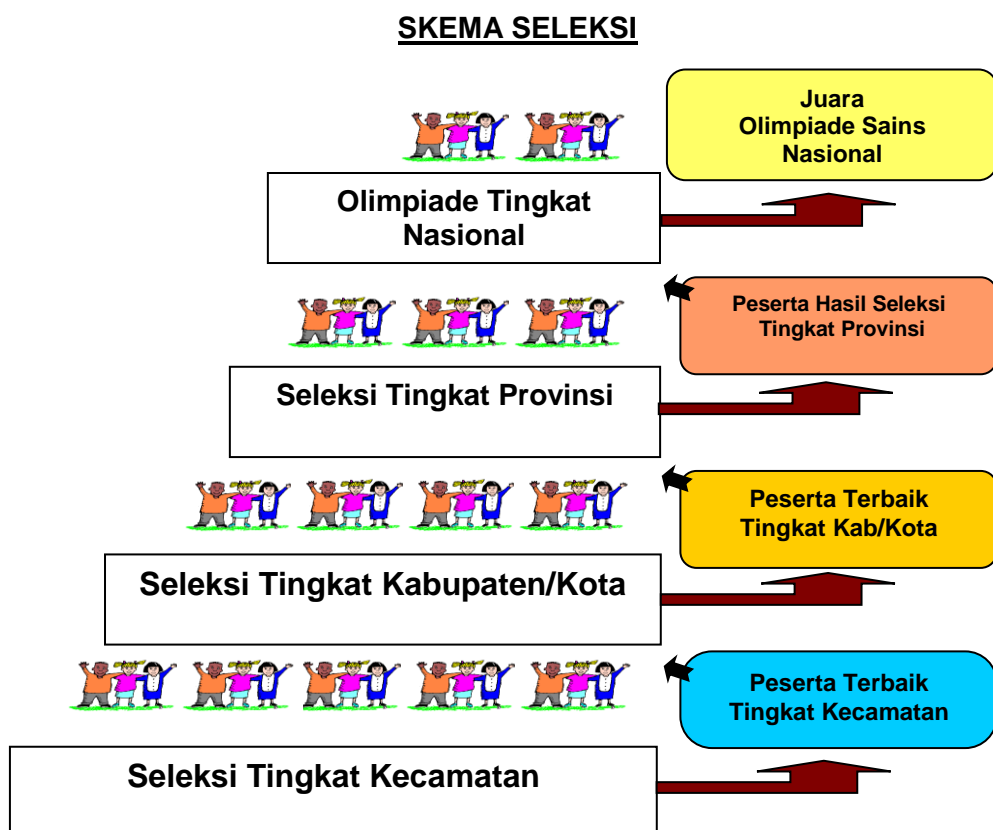 SKEMA SELEKSI
Juara
Olimpiade Sains
Nasional
Olimpiade Tingkat
Nasional
Peserta Hasil Seleksi
Tingkat Provinsi
Seleksi Tingkat Provinsi
Peserta Terbaik
Tingkat Kab/Kota
Seleksi Tingkat Kabupaten/Kota
Peserta Terbaik
Tingkat Kecamatan
Seleksi Tingkat Kecamatan